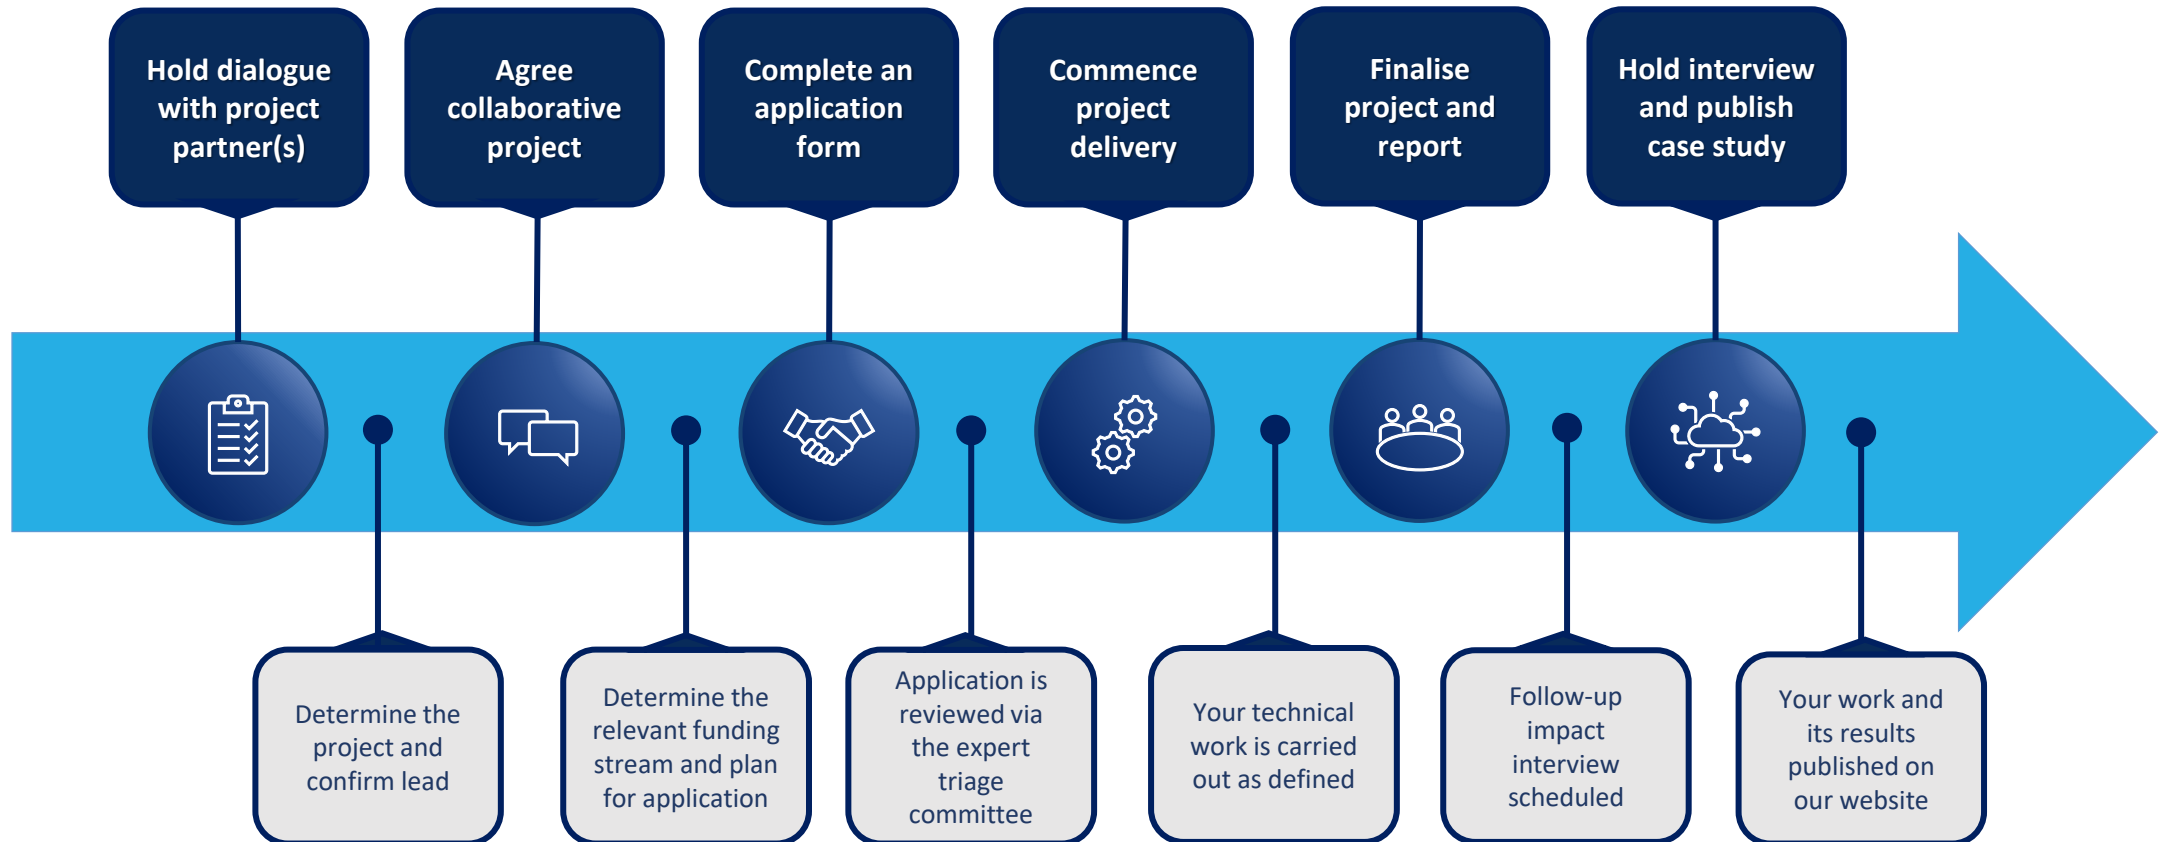 Hold dialogue
with project
partner(s)
Agree
collaborative
project
Complete an
application
form
Commence
project
delivery
Finalise
project and
report
Hold interview
and publish
case study
Determine the
project and
confirm lead
Determine the
relevant funding
stream and plan
for application
Application is
reviewed via
the expert
triage
committee
Your technical
work is carried
out as defined
Follow-up
impact
interview
scheduled
Your work and
its results
published on
our website